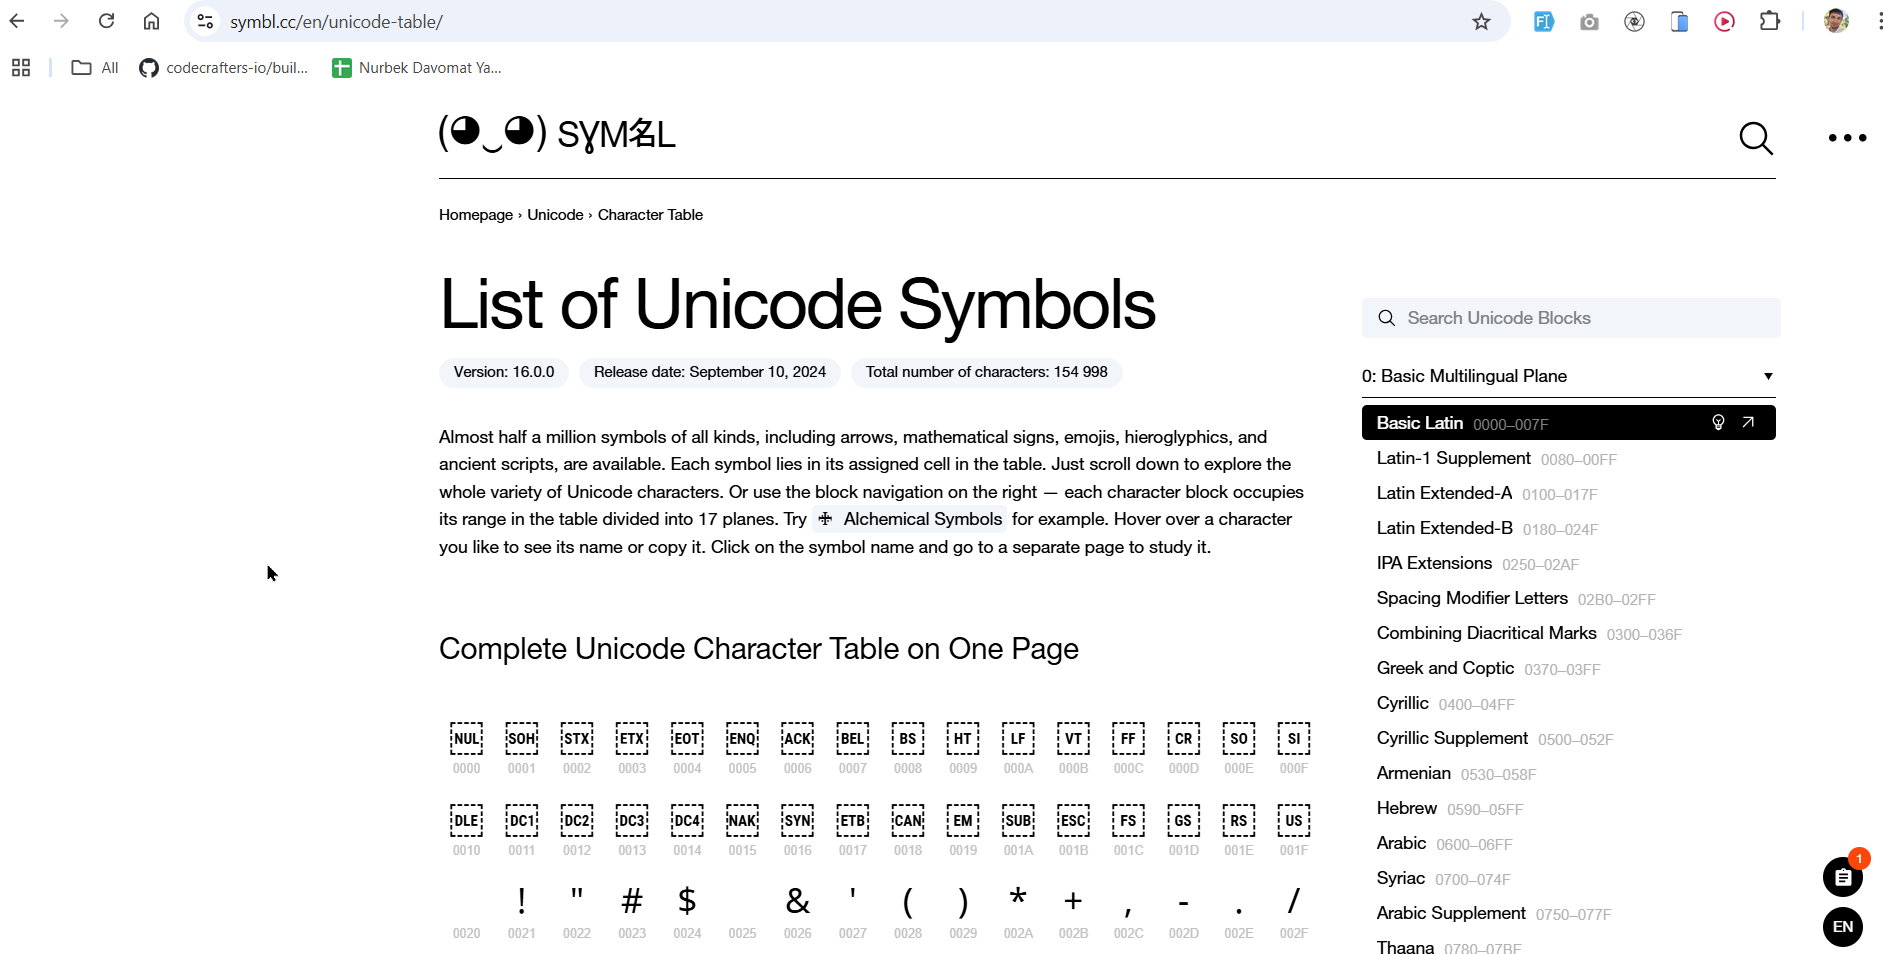 symbl.cc/en/unicode-table/
All
codecrafters-io/buil...
Nurbek Davomat Ya...
(◕‿◕) SYM名L
Homepage › Unicode › Character Table
List of Unicode Symbols
Version: 16.0.0 Release date: September 10, 2024 Total number of characters: 154 998
Almost half a million symbols of all kinds, including arrows, mathematical signs, emojis, hieroglyphics, and
ancient scripts, are available. Each symbol lies in its assigned cell in the table. Just scroll down to explore the
whole variety of Unicode characters. Or use the block navigation on the right — each character block occupies
its range in the table divided into 17 planes. Try 🜀 Alchemical Symbols for example. Hover over a character
you like to see its name or copy it. Click on the symbol name and go to a separate page to study it.
Complete Unicode Character Table on One Page
NUL SOH STX ETX EOT ENQ ACK BEL BS HT LF VT FF CR SO SI
0000 0001 0002 0003 0004 0005 0006 0007 0008 0009 000A 000B 000C 000D 000E 000F
DLE DC1 DC2 DC3 DC4 NAK SYN ETB CAN EM SUB ESC FS GS RS US
0010 0011 0012 0013 0014 0015 0016 0017 0018 0019 001A 001B 001C 001D 001E 001F
! " # $ & ' ( ) * + , - . /
0020 0021 0022 0023 0024 0025 0026 0027 0028 0029 002A 002B 002C 002D 002E 002F
Search Unicode Blocks
0: Basic Multilingual Plane
Basic Latin 0000–007F
Latin-1 Supplement 0080–00FF
Latin Extended-A 0100–017F
Latin Extended-B 0180–024F
IPA Extensions 0250–02AF
Spacing Modifier Letters 02B0–02FF
Combining Diacritical Marks 0300–036F
Greek and Coptic 0370–03FF
Cyrillic 0400–04FF
Cyrillic Supplement 0500–052F
Armenian 0530–058F
Hebrew 0590–05FF
Arabic 0600–06FF
Syriac 0700–074F
Arabic Supplement 0750–077F
Thaana 0780–07BF
1
EN